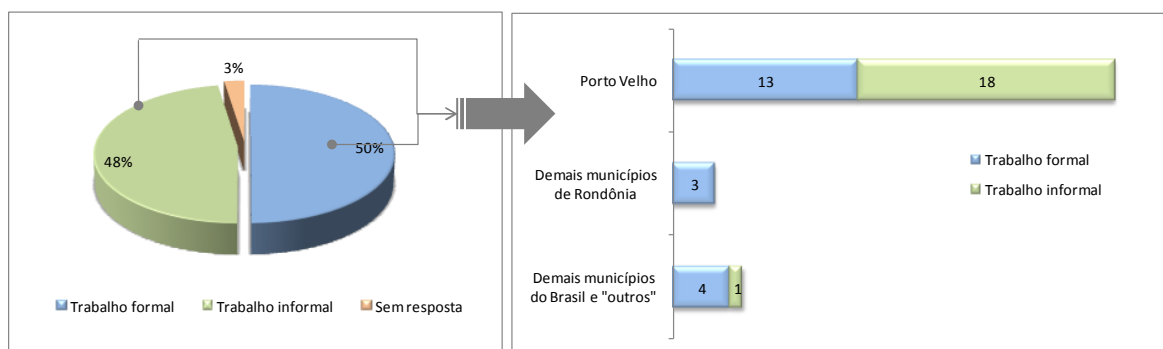 3%
50%
48%
Trabalho formal
Trabalho informal
Sem resposta
Porto Velho
13
18
Demais municípios
de Rondônia
3
Trabalho formal
Trabalho informal
Demais municípios
do Brasil e "outros"
4
1